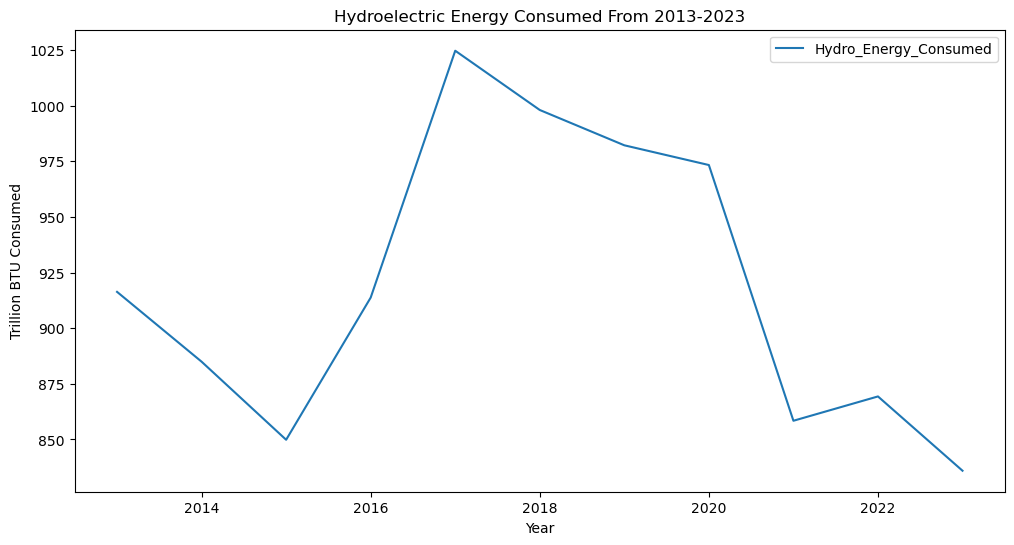 Hydroelectric Energy Consumed From 2013-2023
Hydro_Energy_Consumed
Trillion BTU Consumed
1025
1000
975
950
925
900
875
850
2014 2016 2018 2020 2022
Year